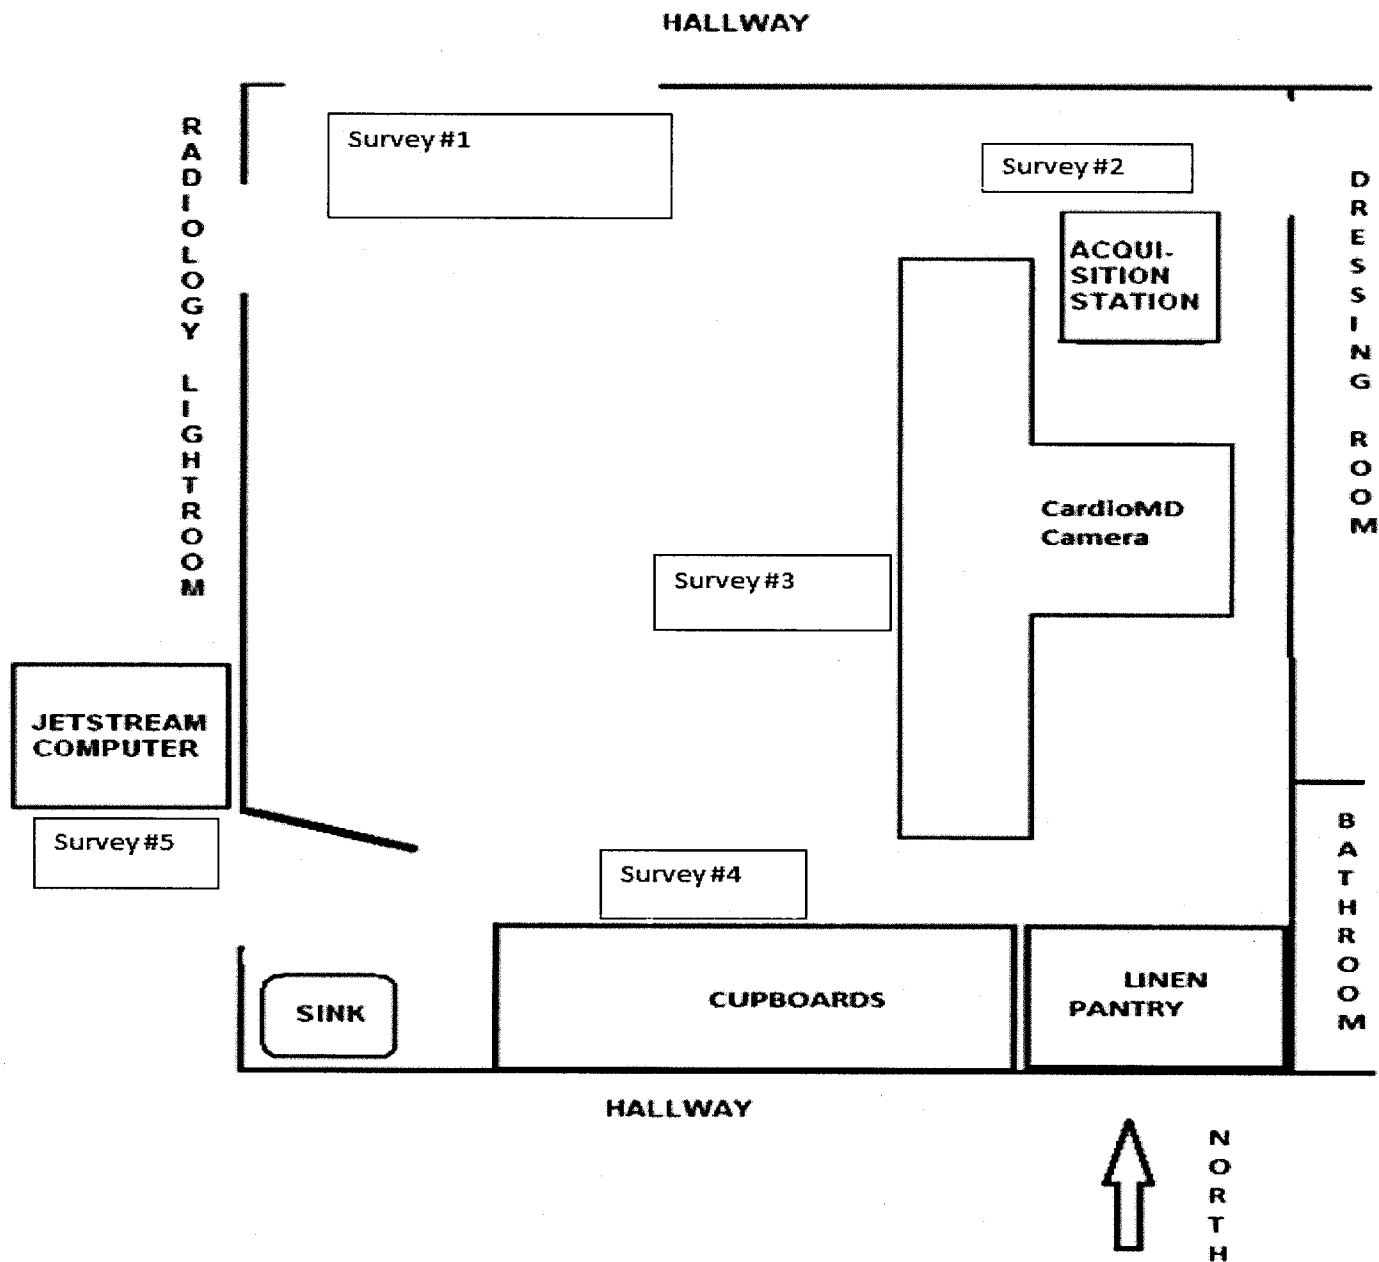 HALLWAY
RADIOLOGY LIGHTROOM
Survey #1
Survey #2
DRESSING ROOM
ACQUI-
SITION
STATION
CardioMD
Camera
Survey #3
JETSTREAM
COMPUTER
Survey #5
Survey #4
BATHROOM
SINK
CUPBOARDS
LINEN
PANTRY
HALLWAY
NORTH